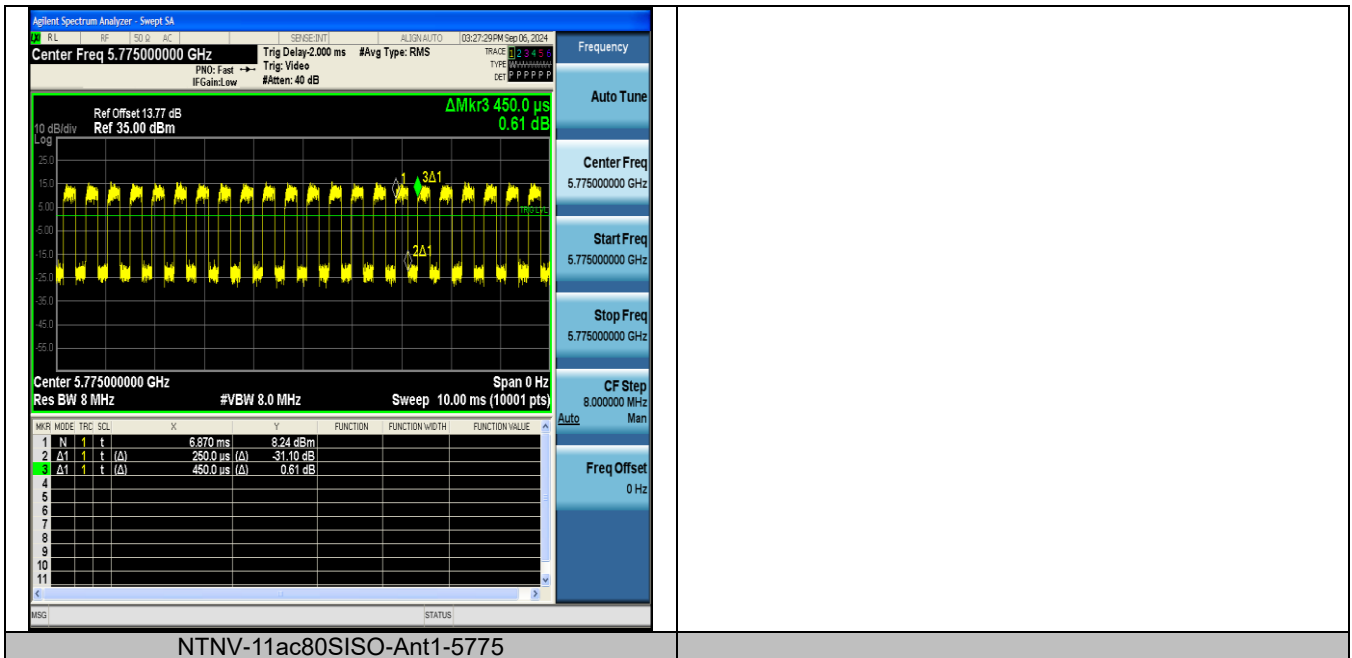 Agilent Spectrum Analyzer - Swept SA
RL RF 50 Ω AC SENSE:INT ALIGN AUTO 03:27:29 PM Sep 06, 2024
Center Freq 5.775000000 GHz
PNO: Fast
IFGain:Low
Trig Delay-2.000 ms
Trig: Video
#Atten: 40 dB
#Avg Type: RMS
TRACE 1 2 3 4 5 6
TYPE
DET P P P P P P
Ref Offset 13.77 dB
10 dB/div Ref 35.00 dBm
Log
ΔMkr3 450.0 µs
0.61 dB
25.0
15.0
5.00
-5.00
-15.0
-25.0
-35.0
-45.0
-55.0
1
3Δ1
2Δ1
TRIG LVL
Center 5.775000000 GHz Span 0 Hz
Res BW 8 MHz #VBW 8.0 MHz Sweep 10.00 ms (10001 pts)
MKR MODE TRC SCL X Y FUNCTION FUNCTION WIDTH FUNCTION VALUE
1 N 1 t 6.870 ms 8.24 dBm
2 Δ1 1 t (Δ) 250.0 µs (Δ) -31.10 dB
3 Δ1 1 t (Δ) 450.0 µs (Δ) 0.61 dB
4
5
6
7
8
9
10
11
MSG STATUS
Frequency
Auto Tune
Center Freq
5.775000000 GHz
Start Freq
5.775000000 GHz
Stop Freq
5.775000000 GHz
CF Step
8.000000 MHz
Auto Man
Freq Offset
0 Hz
NTNV-11ac80SISO-Ant1-5775